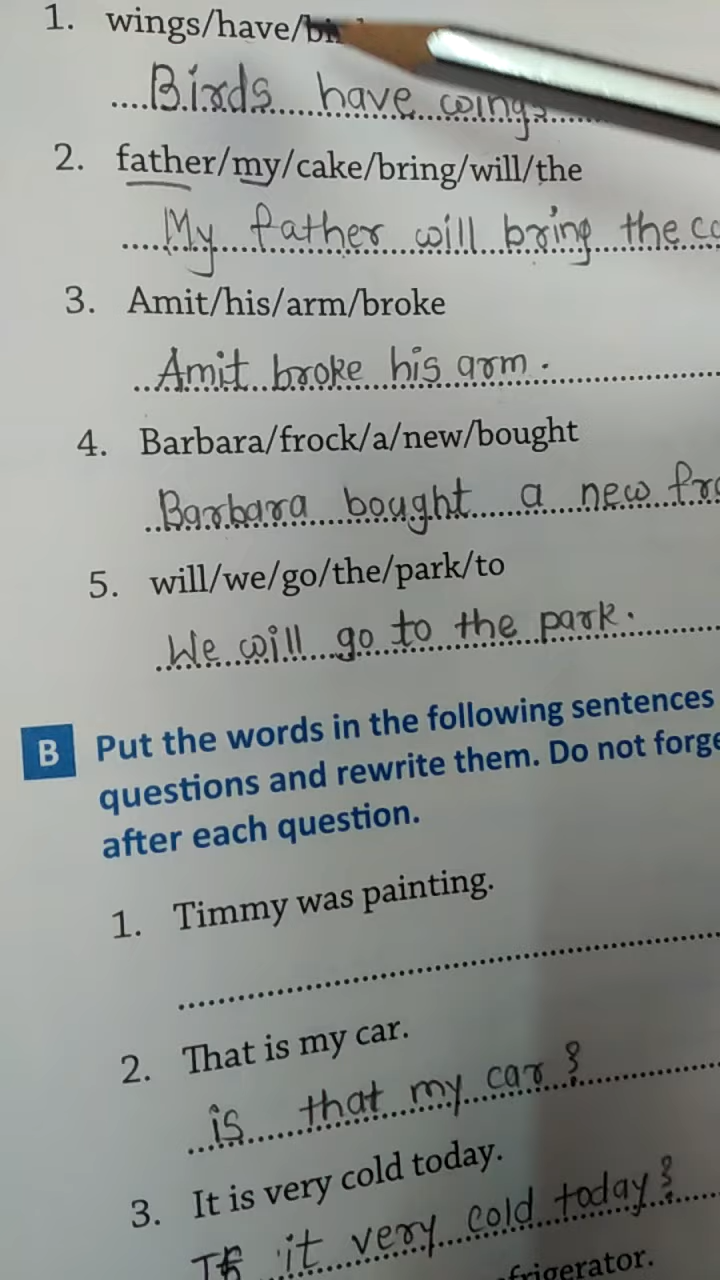 1. wings/have/
Birds have wings
2. father/my/cake/bring/will/the
My father will bring the
3. Amit/his/arm/broke
Amit broke his arm.
4. Barbara/frock/a/new/bought
Barbara bought a new
5. will/we/go/the/park/to
We will go to the park.
B Put the words in the following sentences
questions and rewrite them. Do not
after each question.
1. Timmy was painting.
2. That is my car.
is that my car?
3. It is very cold today.
it very cold today?